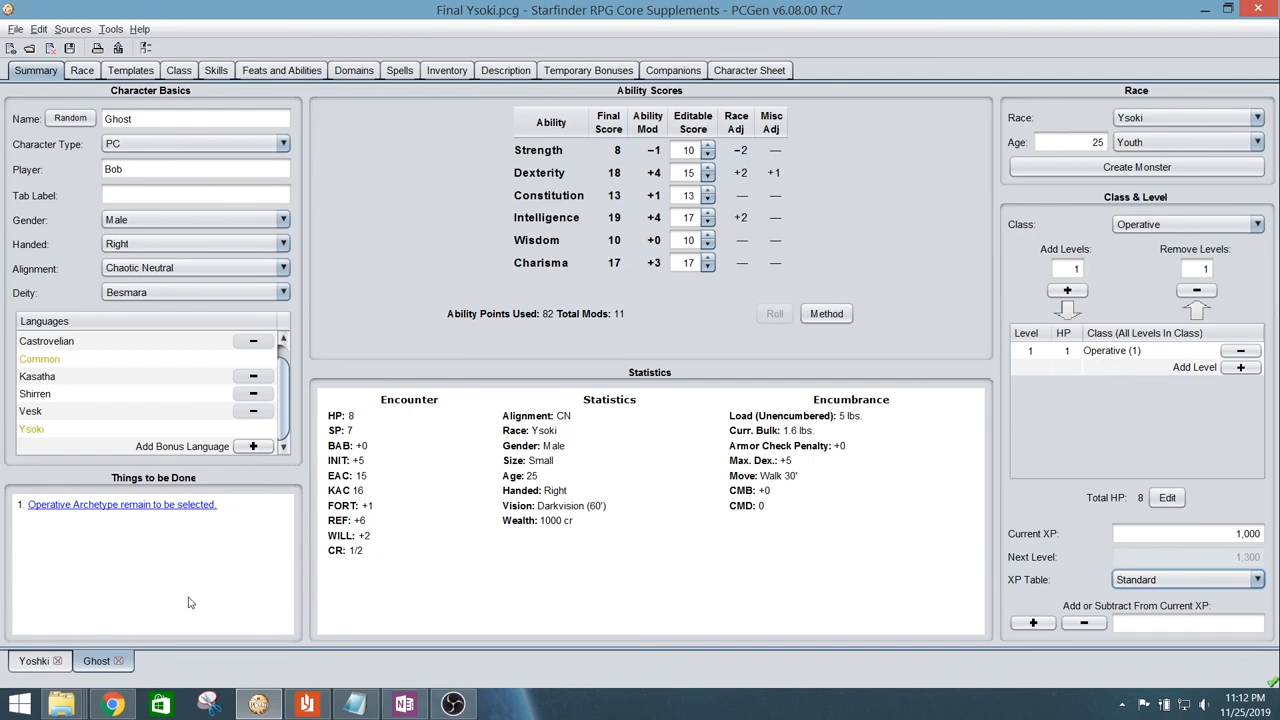 Final Ysoki.pcg - Starfinder RPG Core Supplements - PCGen v6.08.00 RC7
File Edit Sources Tools Help
Summary Race Templates Class Skills Feats and Abilities Domains Spells Inventory Description Temporary Bonuses Companions Character Sheet
Character Basics
Name: Random Ghost
Character Type: PC
Player: Bob
Tab Label:
Gender: Male
Handed: Right
Alignment: Chaotic Neutral
Deity: Besmara
Languages
Castrovelian
Common
Kasatha
Shirren
Vesk
Ysoki
Add Bonus Language +
Things to be Done
1. Operative Archetype remain to be selected.
Ability Scores
Ability Final Score Ability Mod Editable Score Race Adj Misc Adj
Strength 8 −1 10 −2 —
Dexterity 18 +4 15 +2 +1
Constitution 13 +1 13 — —
Intelligence 19 +4 17 +2 —
Wisdom 10 +0 10 — —
Charisma 17 +3 17 — —
Ability Points Used: 82 Total Mods: 11 Roll Method
Statistics
Encounter
HP: 8
SP: 7
BAB: +0
INIT: +5
EAC: 15
KAC 16
FORT: +1
REF: +6
WILL: +2
CR: 1/2
Statistics
Alignment: CN
Race: Ysoki
Gender: Male
Size: Small
Age: 25
Handed: Right
Vision: Darkvision (60')
Wealth: 1000 cr
Encumbrance
Load (Unencumbered): 5 lbs.
Curr. Bulk: 1.6 lbs.
Armor Check Penalty: +0
Max. Dex.: +5
Move: Walk 30'
CMB: +0
CMD: 0
Race
Race: Ysoki
Age: 25 Youth
Create Monster
Class & Level
Class: Operative
Add Levels: Remove Levels:
1 1
+ −
Level HP Class (All Levels In Class)
1 1 Operative (1) −
Add Level +
Total HP: 8 Edit
Current XP: 1,000
Next Level: 1,300
XP Table: Standard
Add or Subtract From Current XP:
+ −
Yoshki Ghost
11:12 PM
11/25/2019